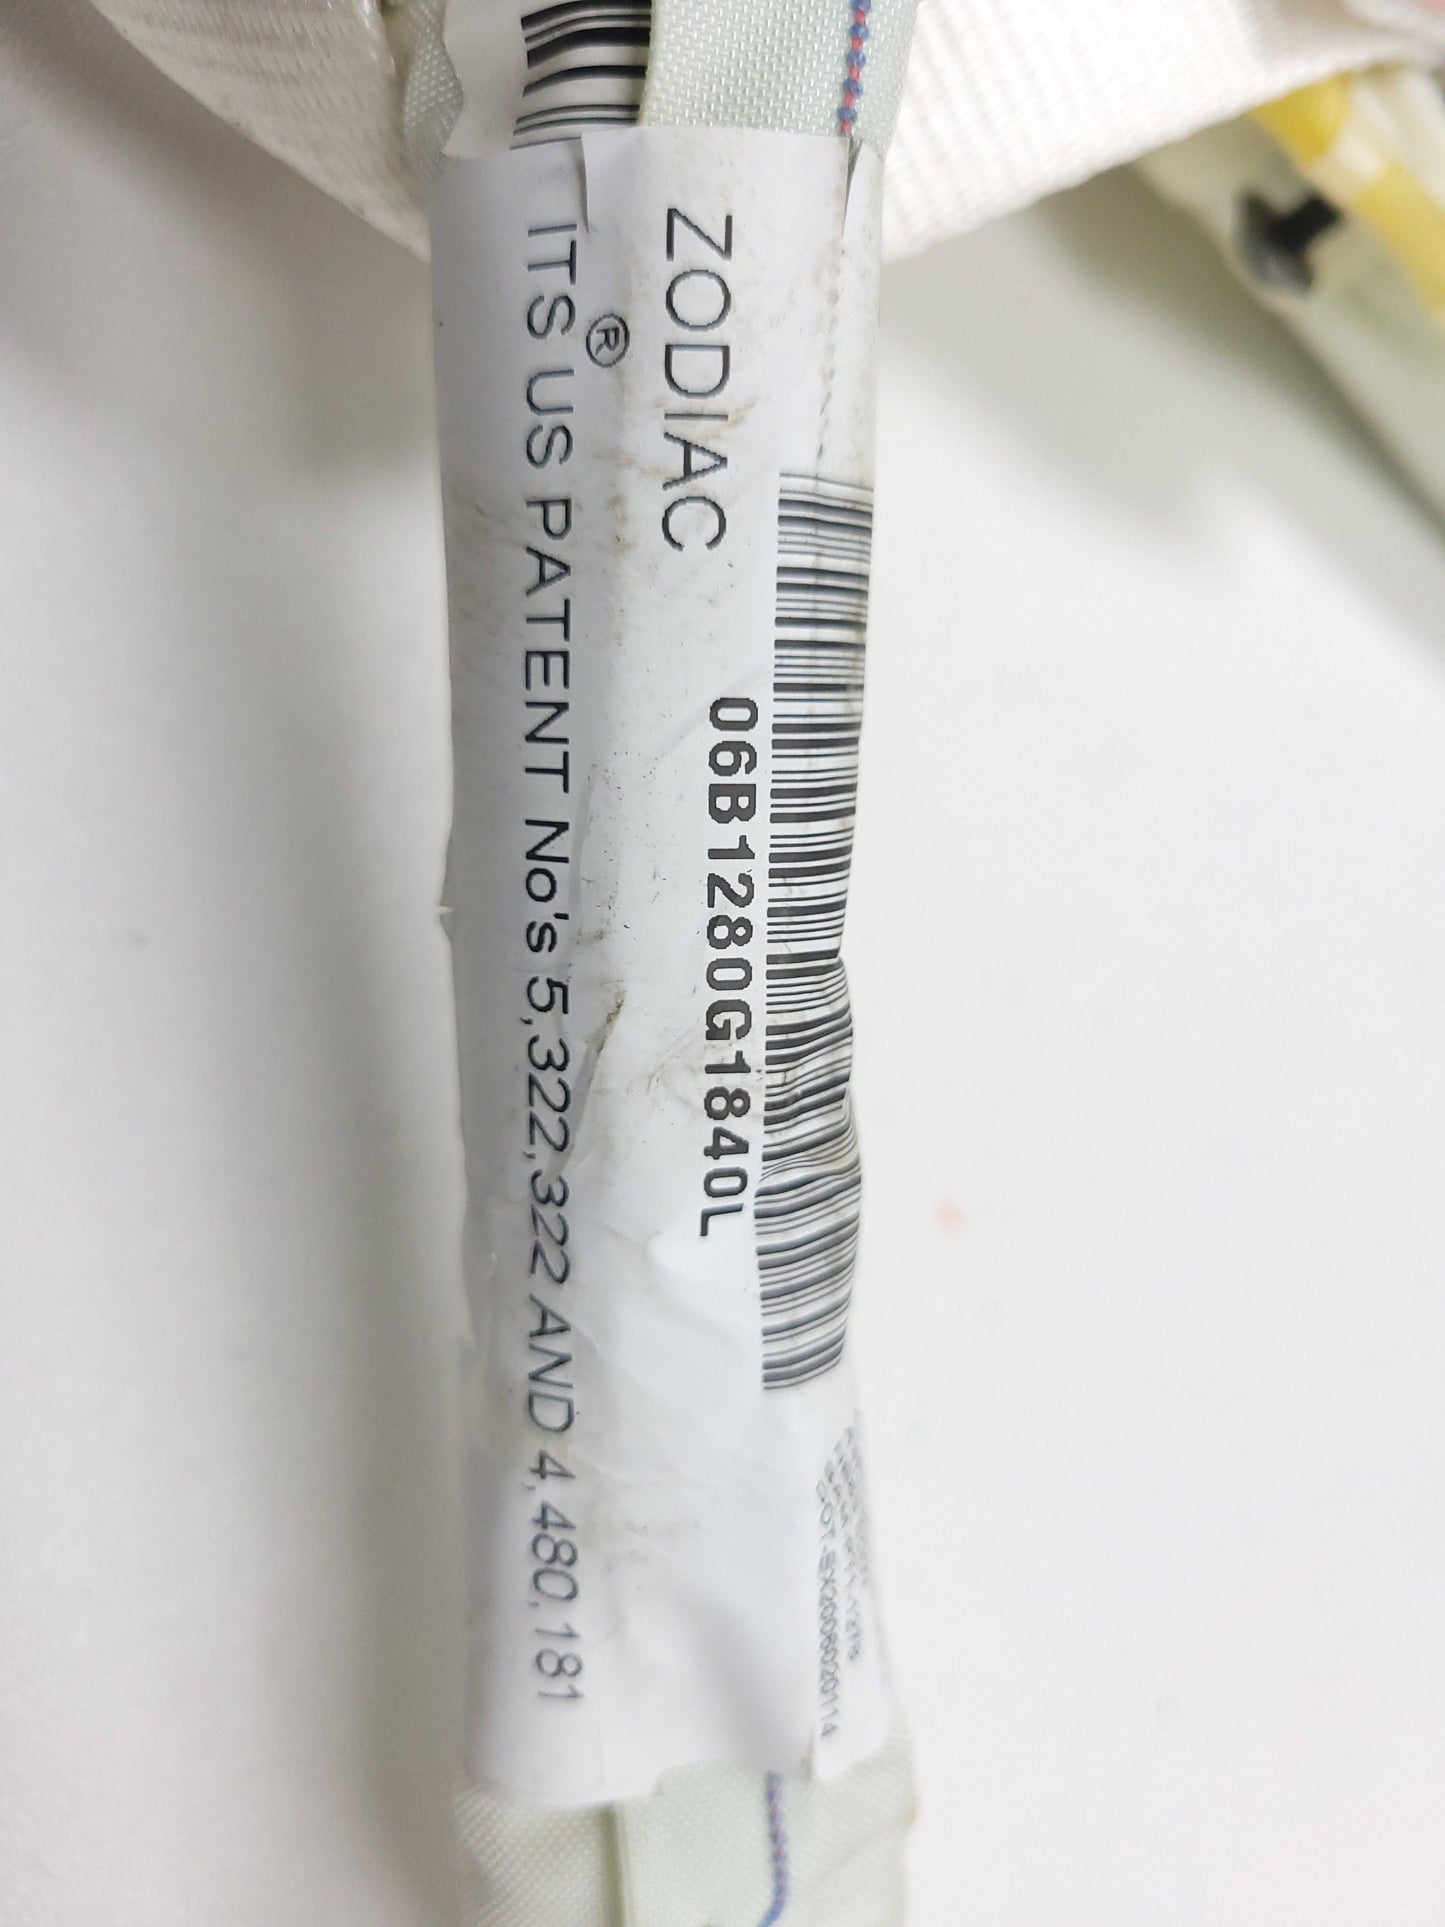 06B1280G1840L
ZODIAC
®
ITS US PATENT No's 5,322,322 AND 4,480,181